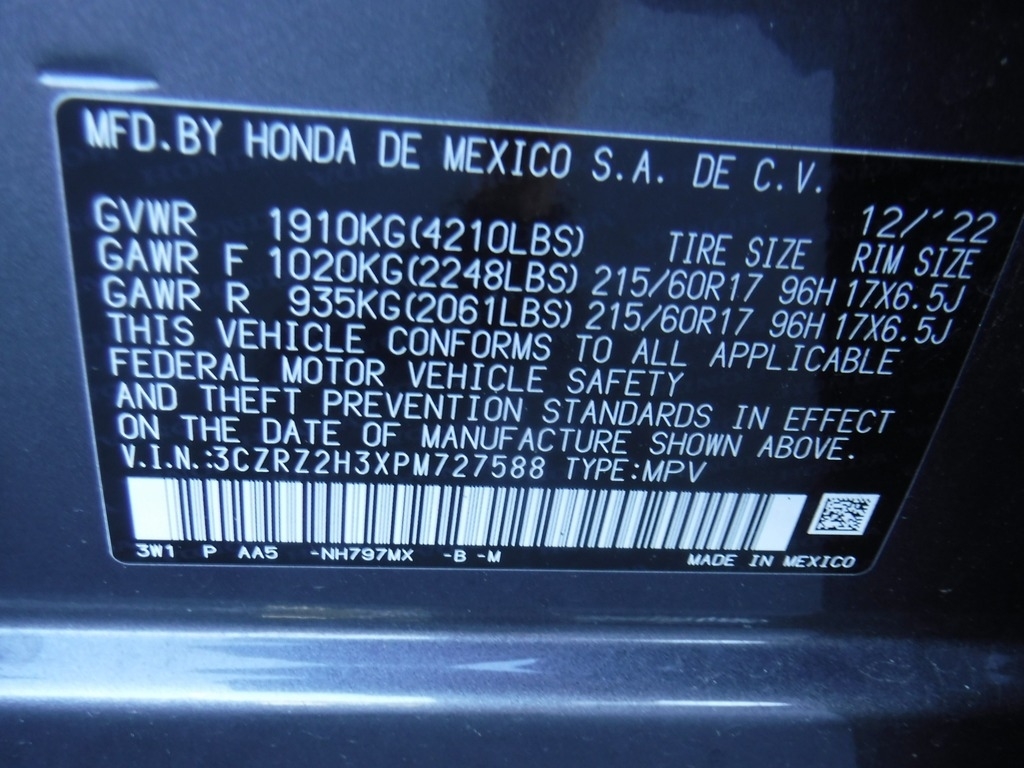 MFD.BY HONDA DE MEXICO S.A. DE C.V.
12/'22
GVWR 1910KG(4210LBS) TIRE SIZE RIM SIZE
GAWR F 1020KG(2248LBS) 215/60R17 96H 17X6.5J
GAWR R 935KG(2061LBS) 215/60R17 96H 17X6.5J
THIS VEHICLE CONFORMS TO ALL APPLICABLE
FEDERAL MOTOR VEHICLE SAFETY
AND THEFT PREVENTION STANDARDS IN EFFECT
ON THE DATE OF MANUFACTURE SHOWN ABOVE.
V.I.N.:3CZRZ2H3XPM727588 TYPE:MPV
3W1 P AA5 -NH797MX -B -M MADE IN MEXICO